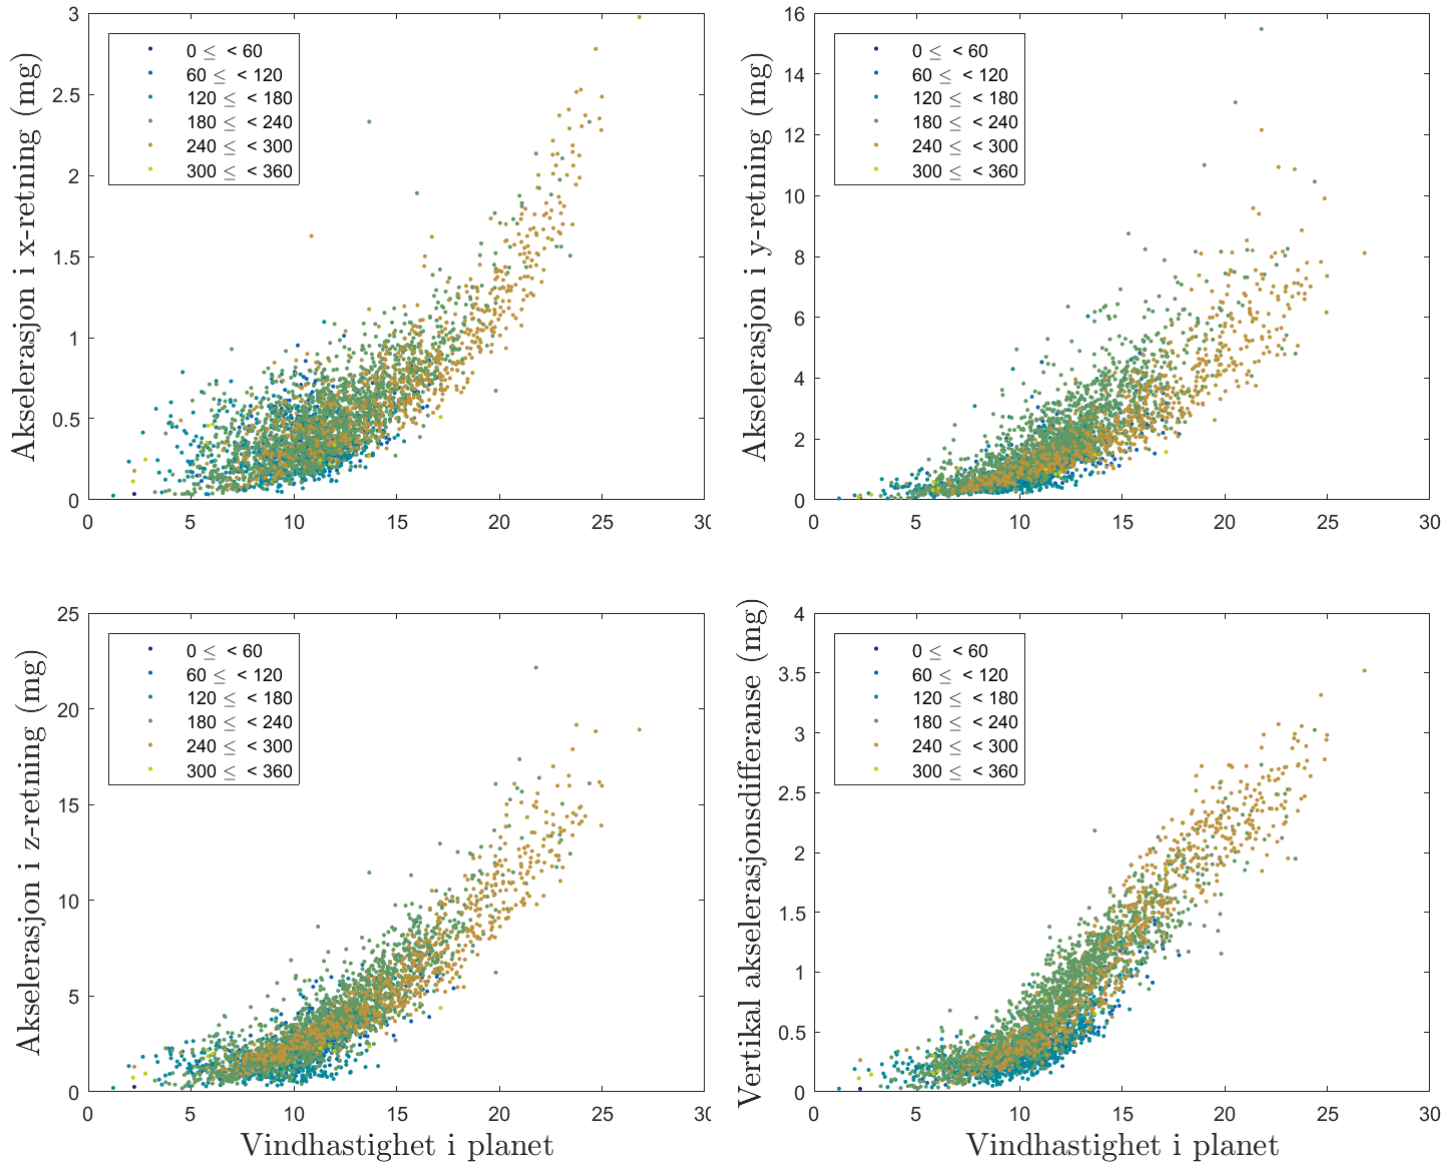 Akselerasjon i x-retning (mg)
3
2.5
2
1.5
1
0.5
0
0 ≤ < 60
60 ≤ < 120
120 ≤ < 180
180 ≤ < 240
240 ≤ < 300
300 ≤ < 360
0 5 10 15 20 25 30
Akselerasjon i y-retning (mg)
16
14
12
10
8
6
4
2
0
0 ≤ < 60
60 ≤ < 120
120 ≤ < 180
180 ≤ < 240
240 ≤ < 300
300 ≤ < 360
0 5 10 15 20 25 30
Akselerasjon i z-retning (mg)
25
20
15
10
5
0
0 ≤ < 60
60 ≤ < 120
120 ≤ < 180
180 ≤ < 240
240 ≤ < 300
300 ≤ < 360
0 5 10 15 20 25 30
Vindhastighet i planet
Vertikal akselerasjonsdifferanse (mg)
4
3.5
3
2.5
2
1.5
1
0.5
0
0 ≤ < 60
60 ≤ < 120
120 ≤ < 180
180 ≤ < 240
240 ≤ < 300
300 ≤ < 360
0 5 10 15 20 25 30
Vindhastighet i planet